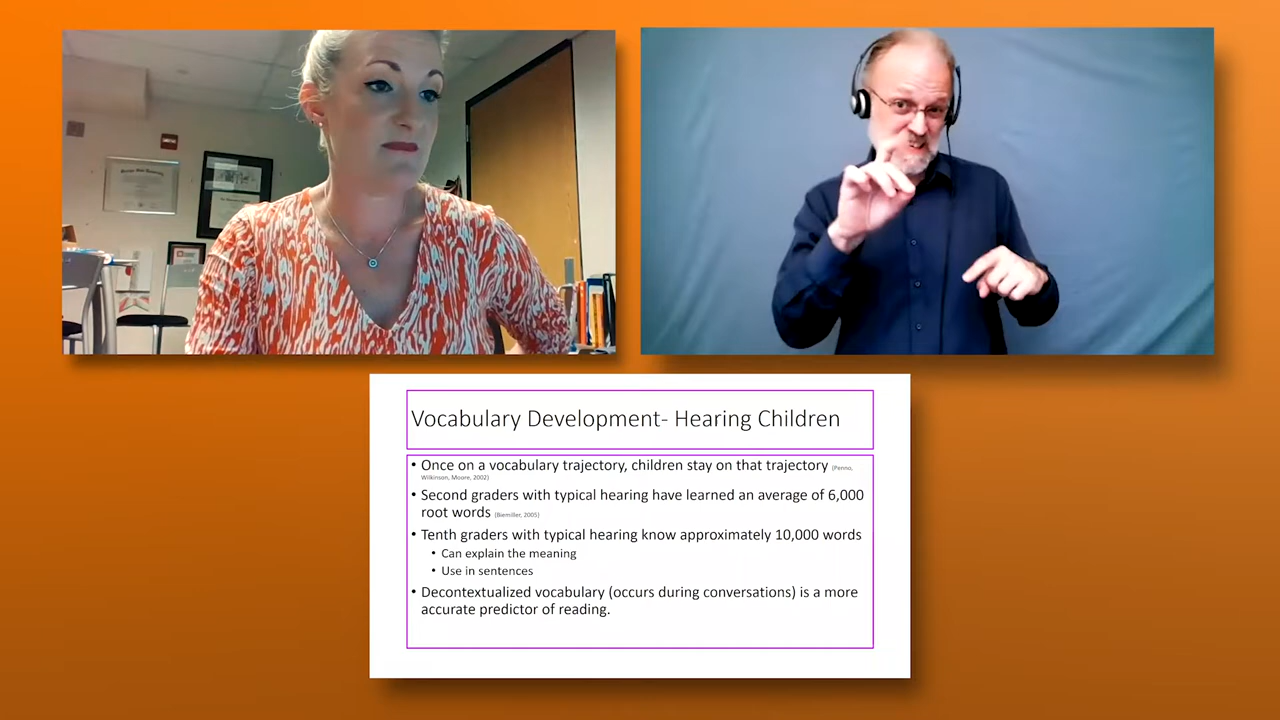 Vocabulary Development- Hearing Children
• Once on a vocabulary trajectory, children stay on that trajectory (Penno,
Wilkinson, Moore, 2002)
• Second graders with typical hearing have learned an average of 6,000
root words (Biemiller, 2005)
• Tenth graders with typical hearing know approximately 10,000 words
• Can explain the meaning
• Use in sentences
• Decontextualized vocabulary (occurs during conversations) is a more
accurate predictor of reading.